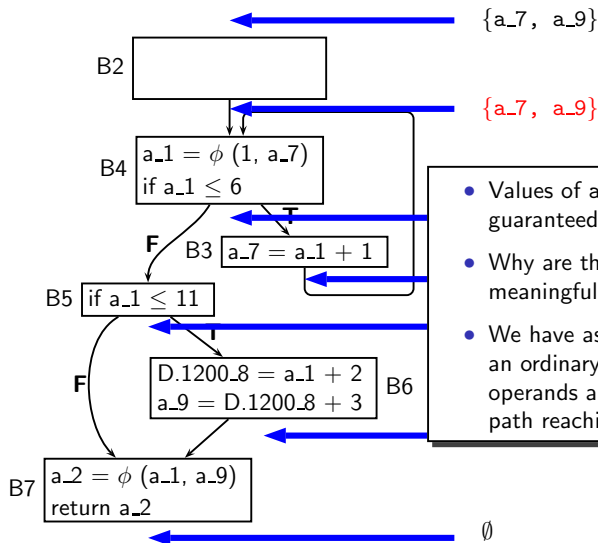 {a_7, a_9}
B2
{a_7, a_9}
B4
a_1 = ϕ (1, a_7)
if a_1 ≤ 6
F
T
B3
a_7 = a_1 + 1
B5
if a_1 ≤ 11
F
T
D.1200_8 = a_1 + 2
a_9 = D.1200_8 + 3
B6
B7
a_2 = ϕ (a_1, a_9)
return a_2
∅
• Values of a
guaranteed
• Why are th
meaningful
• We have as
an ordinary
operands a
path reachi